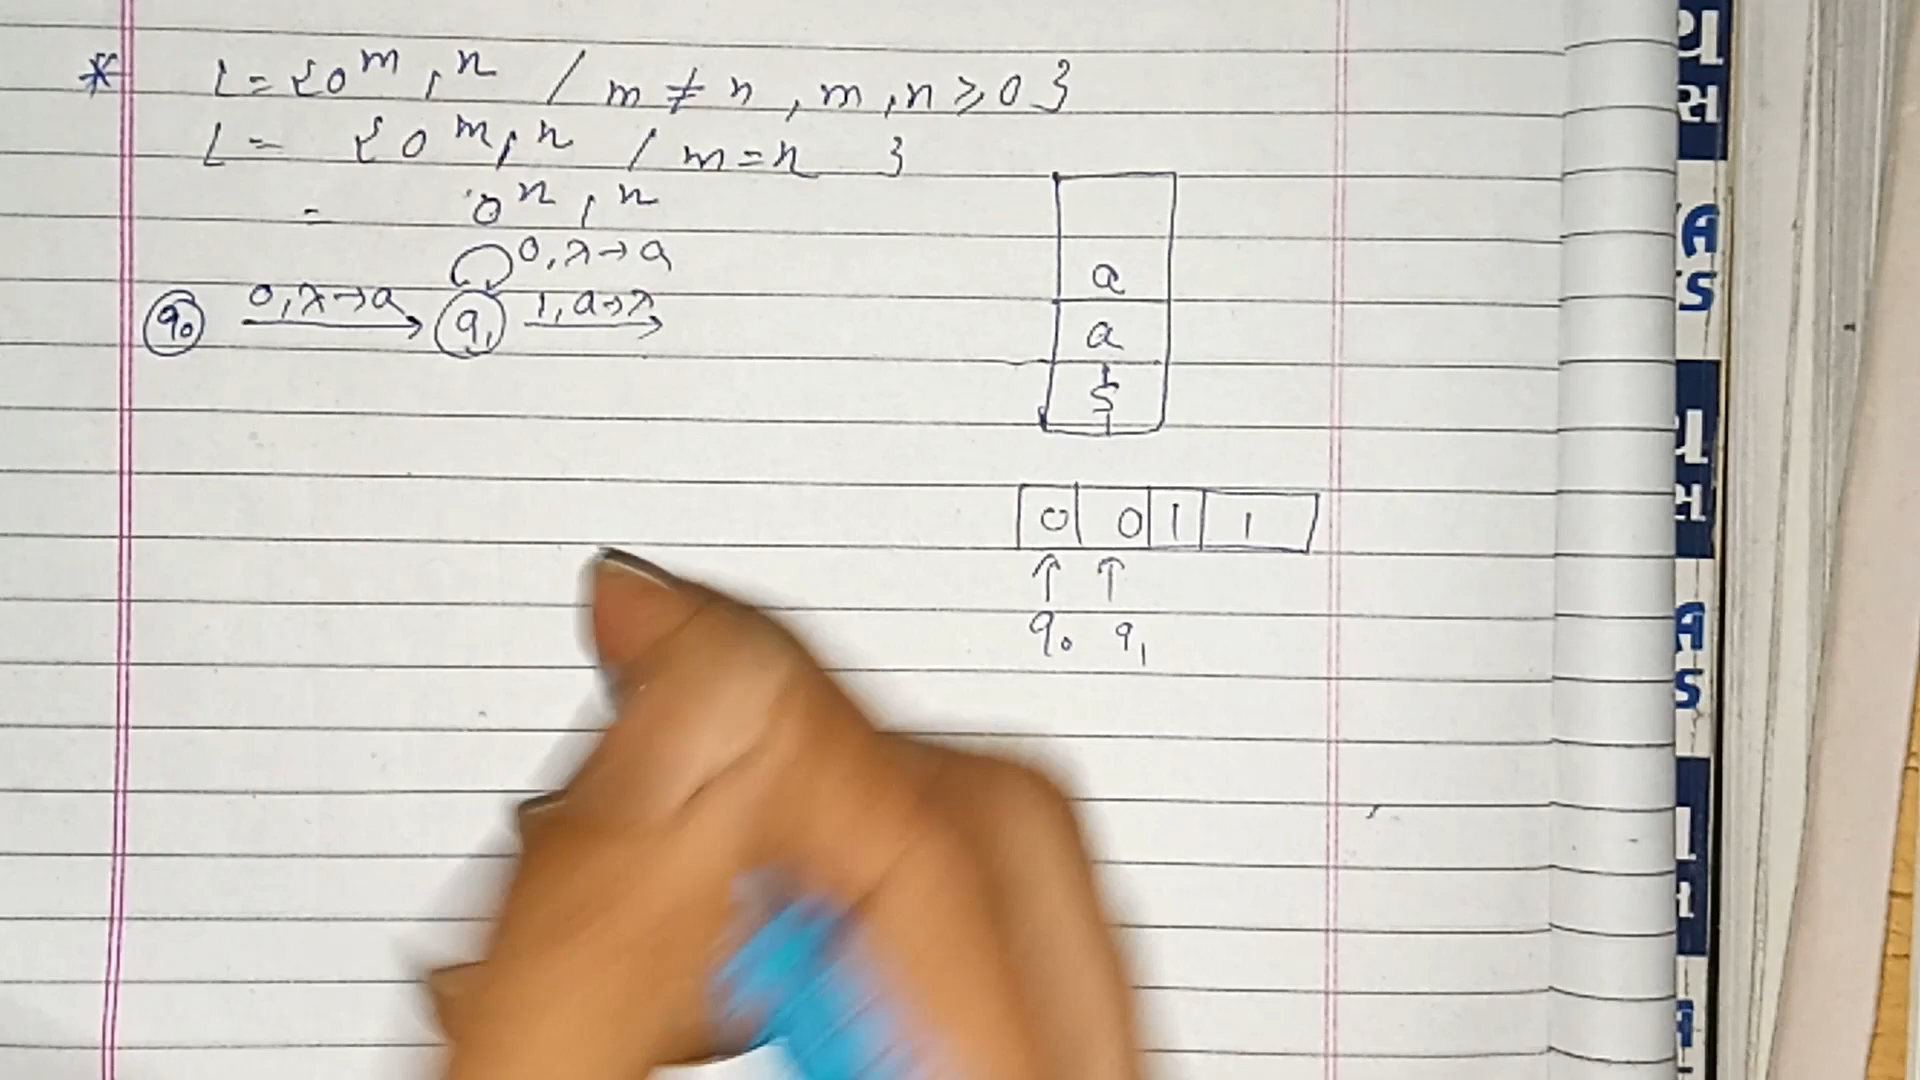 * L = {0^m 1^n / m ≠ n, m, n ≥ 0}
L = {0^m 1^n / m = n }
= 0^n 1^n
0, λ→a
q0 0, λ→a q1 1, a→λ
a
a
$
0 0 1 1
↑ ↑
q0 q1